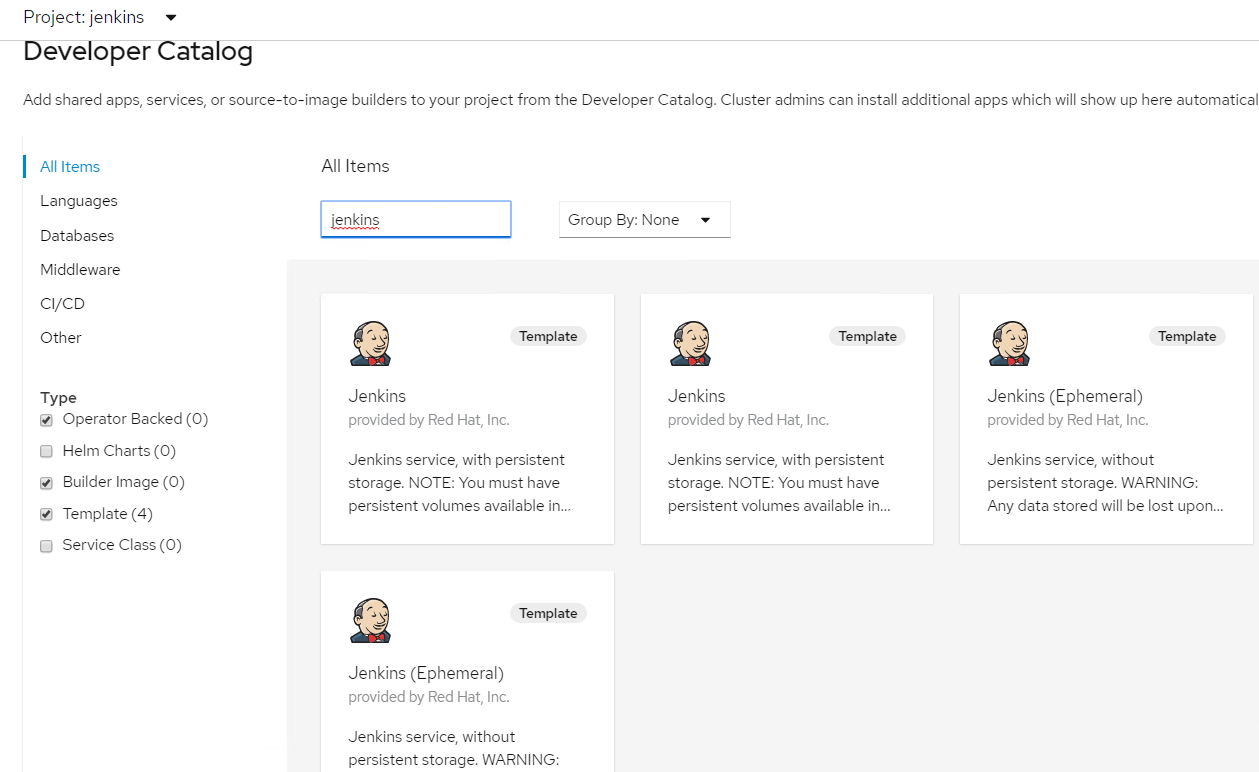 Project: jenkins
Developer Catalog
Add shared apps, services, or source-to-image builders to your project from the Developer Catalog. Cluster admins can install additional apps which will show up here automatical
All Items
Languages
Databases
Middleware
CI/CD
Other
Type
Operator Backed (0)
Helm Charts (0)
Builder Image (0)
Template (4)
Service Class (0)
All Items
jenkins
Group By: None
Template
Jenkins
provided by Red Hat, Inc.
Jenkins service, with persistent
storage. NOTE: You must have
persistent volumes available in...
Template
Jenkins
provided by Red Hat, Inc.
Jenkins service, with persistent
storage. NOTE: You must have
persistent volumes available in...
Template
Jenkins (Ephemeral)
provided by Red Hat, Inc.
Jenkins service, without
persistent storage. WARNING:
Any data stored will be lost upon...
Template
Jenkins (Ephemeral)
provided by Red Hat, Inc.
Jenkins service, without
persistent storage. WARNING: